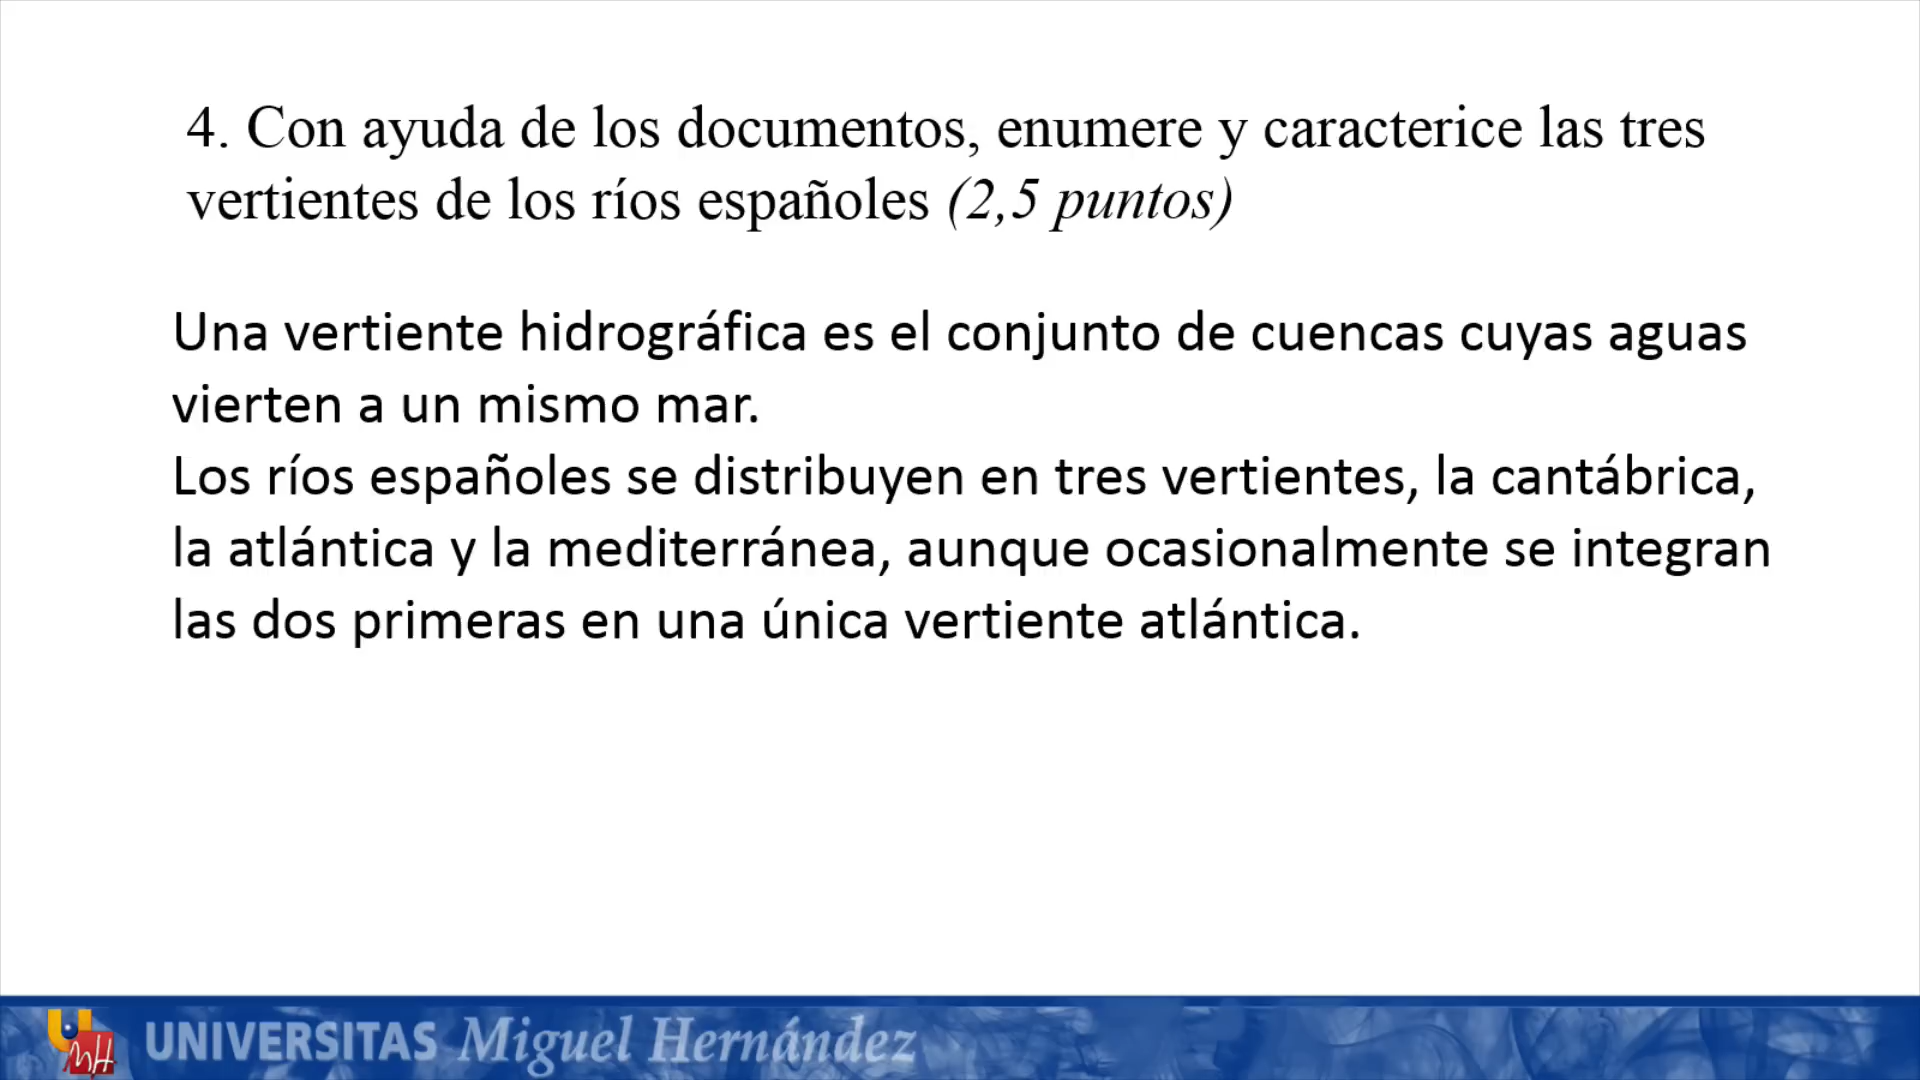 4. Con ayuda de los documentos, enumere y caracterice las tres
vertientes de los ríos españoles (2,5 puntos)
Una vertiente hidrográfica es el conjunto de cuencas cuyas aguas
vierten a un mismo mar.
Los ríos españoles se distribuyen en tres vertientes, la cantábrica,
la atlántica y la mediterránea, aunque ocasionalmente se integran
las dos primeras en una única vertiente atlántica.
UNIVERSITAS Miguel Hernández